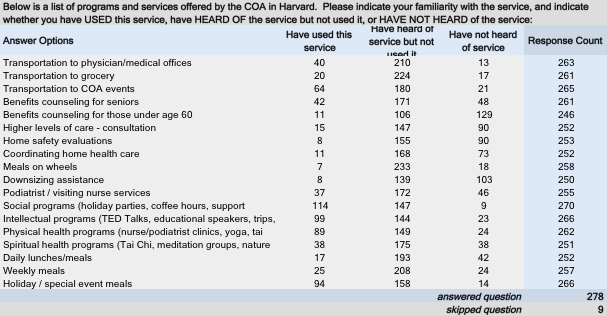 Below is a list of programs and services offered by the COA in Harvard. Please indicate your familiarity with the service, and indicate
whether you have USED this service, have HEARD OF the service but not used it, or HAVE NOT HEARD of the service:
Answer Options Have used this service Have heard of service but not used it Have not heard of service Response Count
Transportation to physician/medical offices 40 210 13 263
Transportation to grocery 20 224 17 261
Transportation to COA events 64 180 21 265
Benefits counseling for seniors 42 171 48 261
Benefits counseling for those under age 60 11 106 129 246
Higher levels of care - consultation 15 147 90 252
Home safety evaluations 8 155 90 253
Coordinating home health care 11 168 73 252
Meals on wheels 7 233 18 258
Downsizing assistance 8 139 103 250
Podiatrist / visiting nurse services 37 172 46 255
Social programs (holiday parties, coffee hours, support 114 147 9 270
Intellectual programs (TED Talks, educational speakers, trips, 99 144 23 266
Physical health programs (nurse/podiatrist clinics, yoga, tai 89 149 24 262
Spiritual health programs (Tai Chi, meditation groups, nature 38 175 38 251
Daily lunches/meals 17 193 42 252
Weekly meals 25 208 24 257
Holiday / special event meals 94 158 14 266
answered question 278
skipped question 9